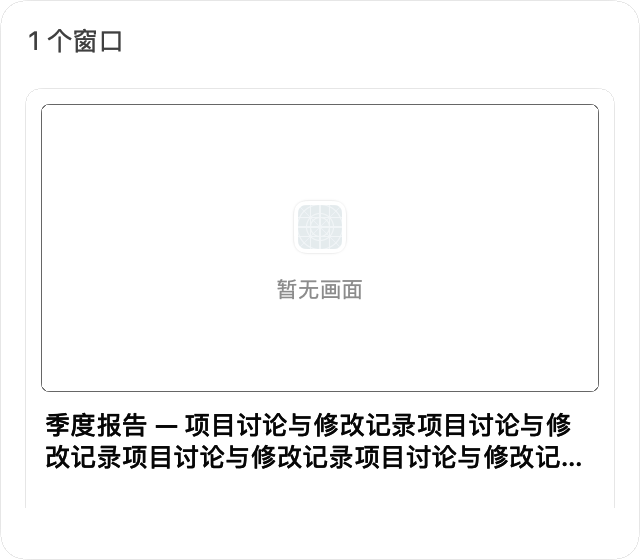 1 个窗口
暂无画面
季度报告 — 项目讨论与修改记录项目讨论与修
改记录项目讨论与修改记录项目讨论与修改记...